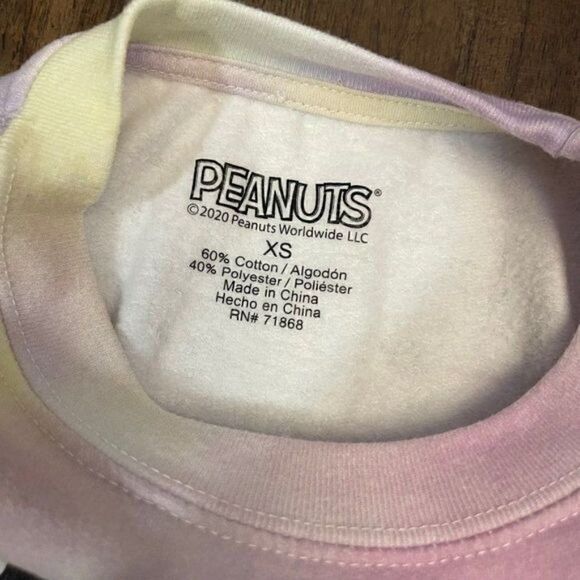 PEANUTS®
©2020 Peanuts Worldwide LLC
XS
60% Cotton / Algodón
40% Polyester / Poliéster
Made in China
Hecho en China
RN# 71868